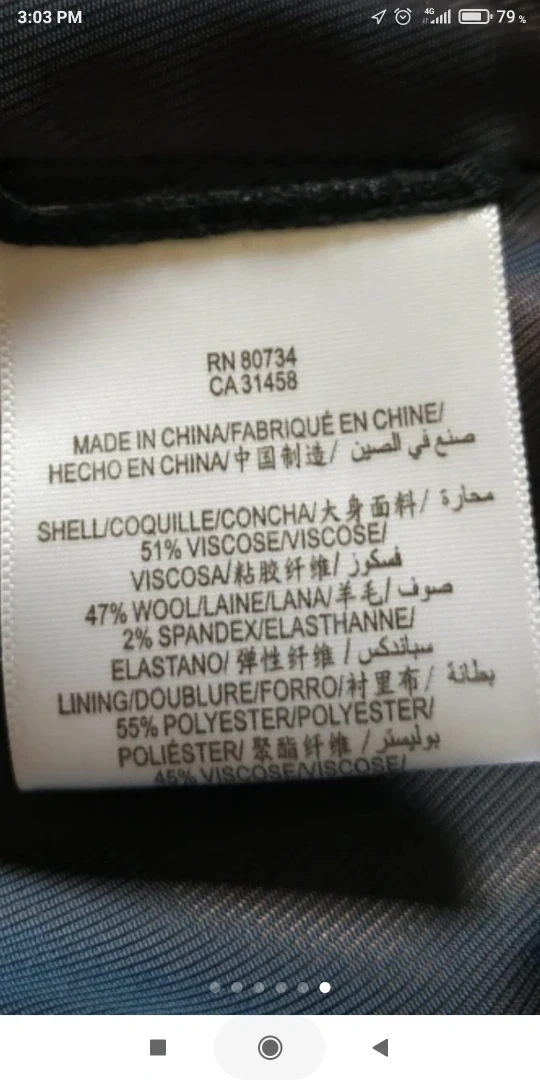 3:03 PM
4G
79 %
RN 80734
CA 31458
MADE IN CHINA/FABRIQUÉ EN CHINE/
HECHO EN CHINA/中国制造/ صنع في الصين
SHELL/COQUILLE/CONCHA/大身面料/ محارة
51% VISCOSE/VISCOSE/
VISCOSA/粘胶纤维/ فسكوز
47% WOOL/LAINE/LANA/羊毛/ صوف
2% SPANDEX/ELASTHANNE/
ELASTANO/ 弹性纤维 / سباندكس
LINING/DOUBLURE/FORRO/衬里布/ بطانة
55% POLYESTER/POLYESTER/
POLIÉSTER/ 聚酯纤维 / بوليستر
45% VISCOSE/VISCOSE/